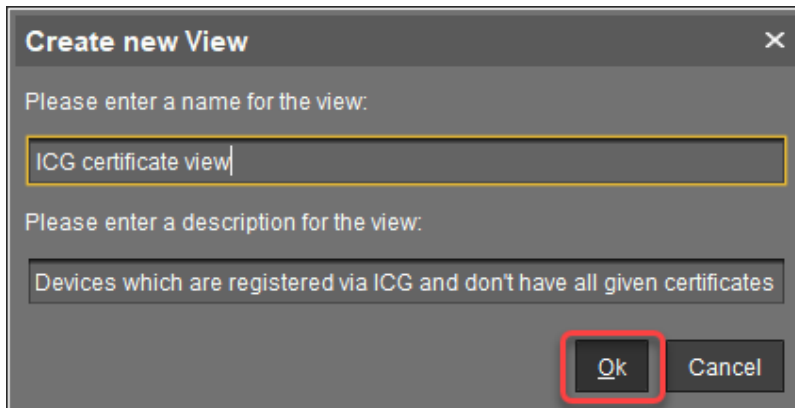 Create new View
Please enter a name for the view:
ICG certificate view
Please enter a description for the view:
Devices which are registered via ICG and don't have all given certificates
Ok Cancel